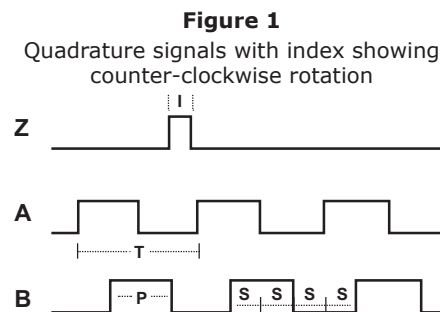 Figure 1
Quadrature signals with index showing
counter-clockwise rotation
I
Z
A
T
B
P
S S S S